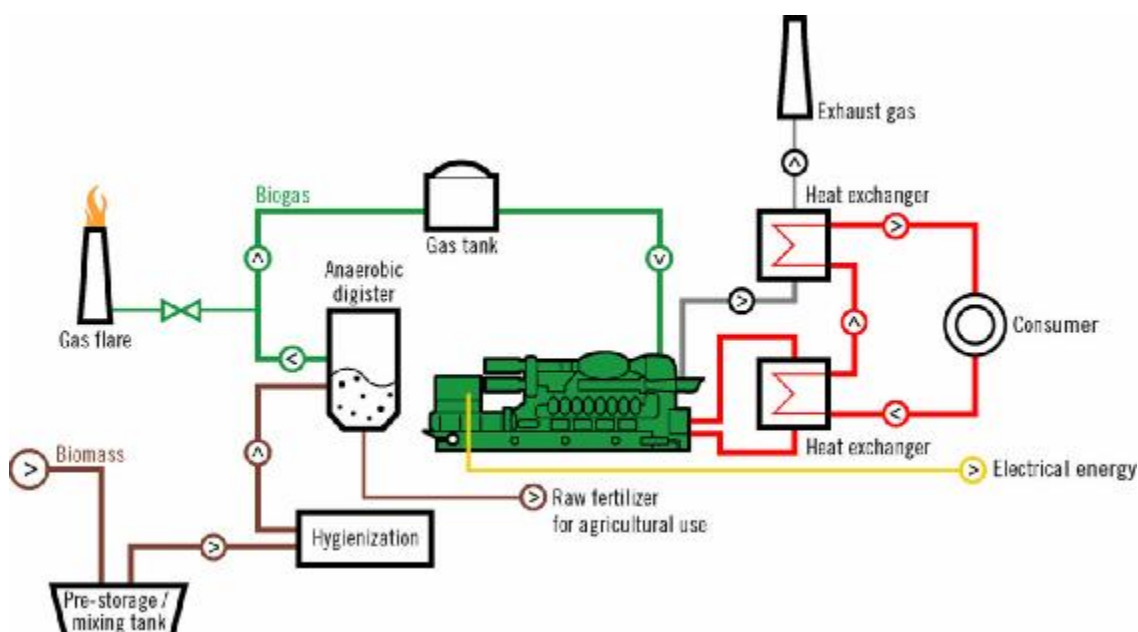 Exhaust gas
Heat exchanger
Biogas
Gas tank
Anaerobic
digister
Gas flare
Consumer
Heat exchanger
Biomass
Electrical energy
Raw fertilizer
for agricultural use
Hygienization
Pre-storage /
mixing tank